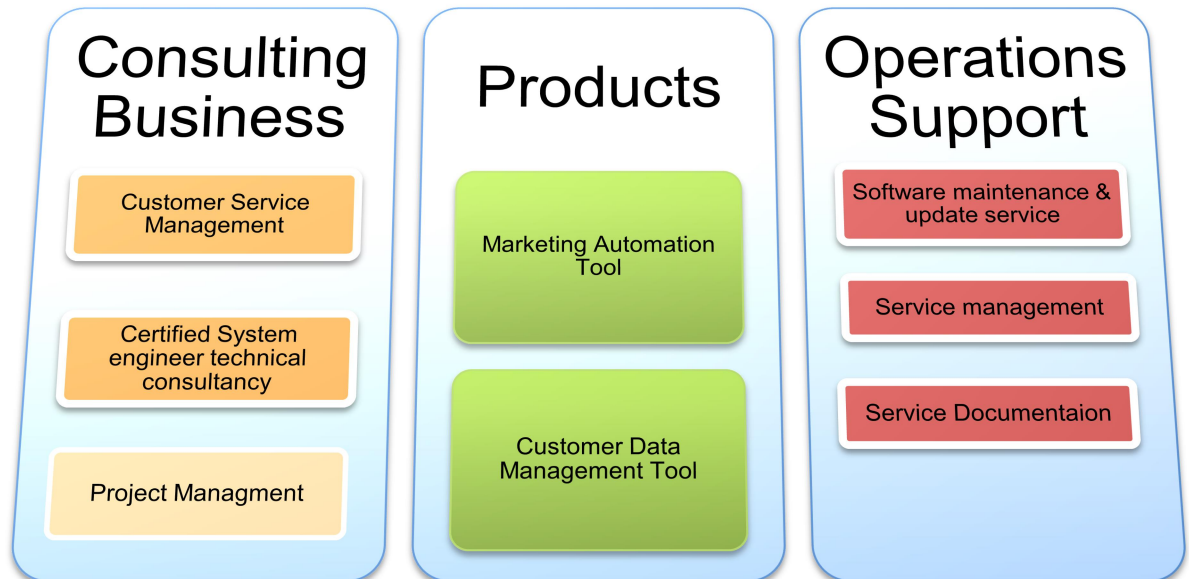 Consulting
Business
Customer Service
Management
Certified System
engineer technical
consultancy
Project Managment
Products
Marketing Automation
Tool
Customer Data
Management Tool
Operations
Support
Software maintenance &
update service
Service management
Service Documentaion